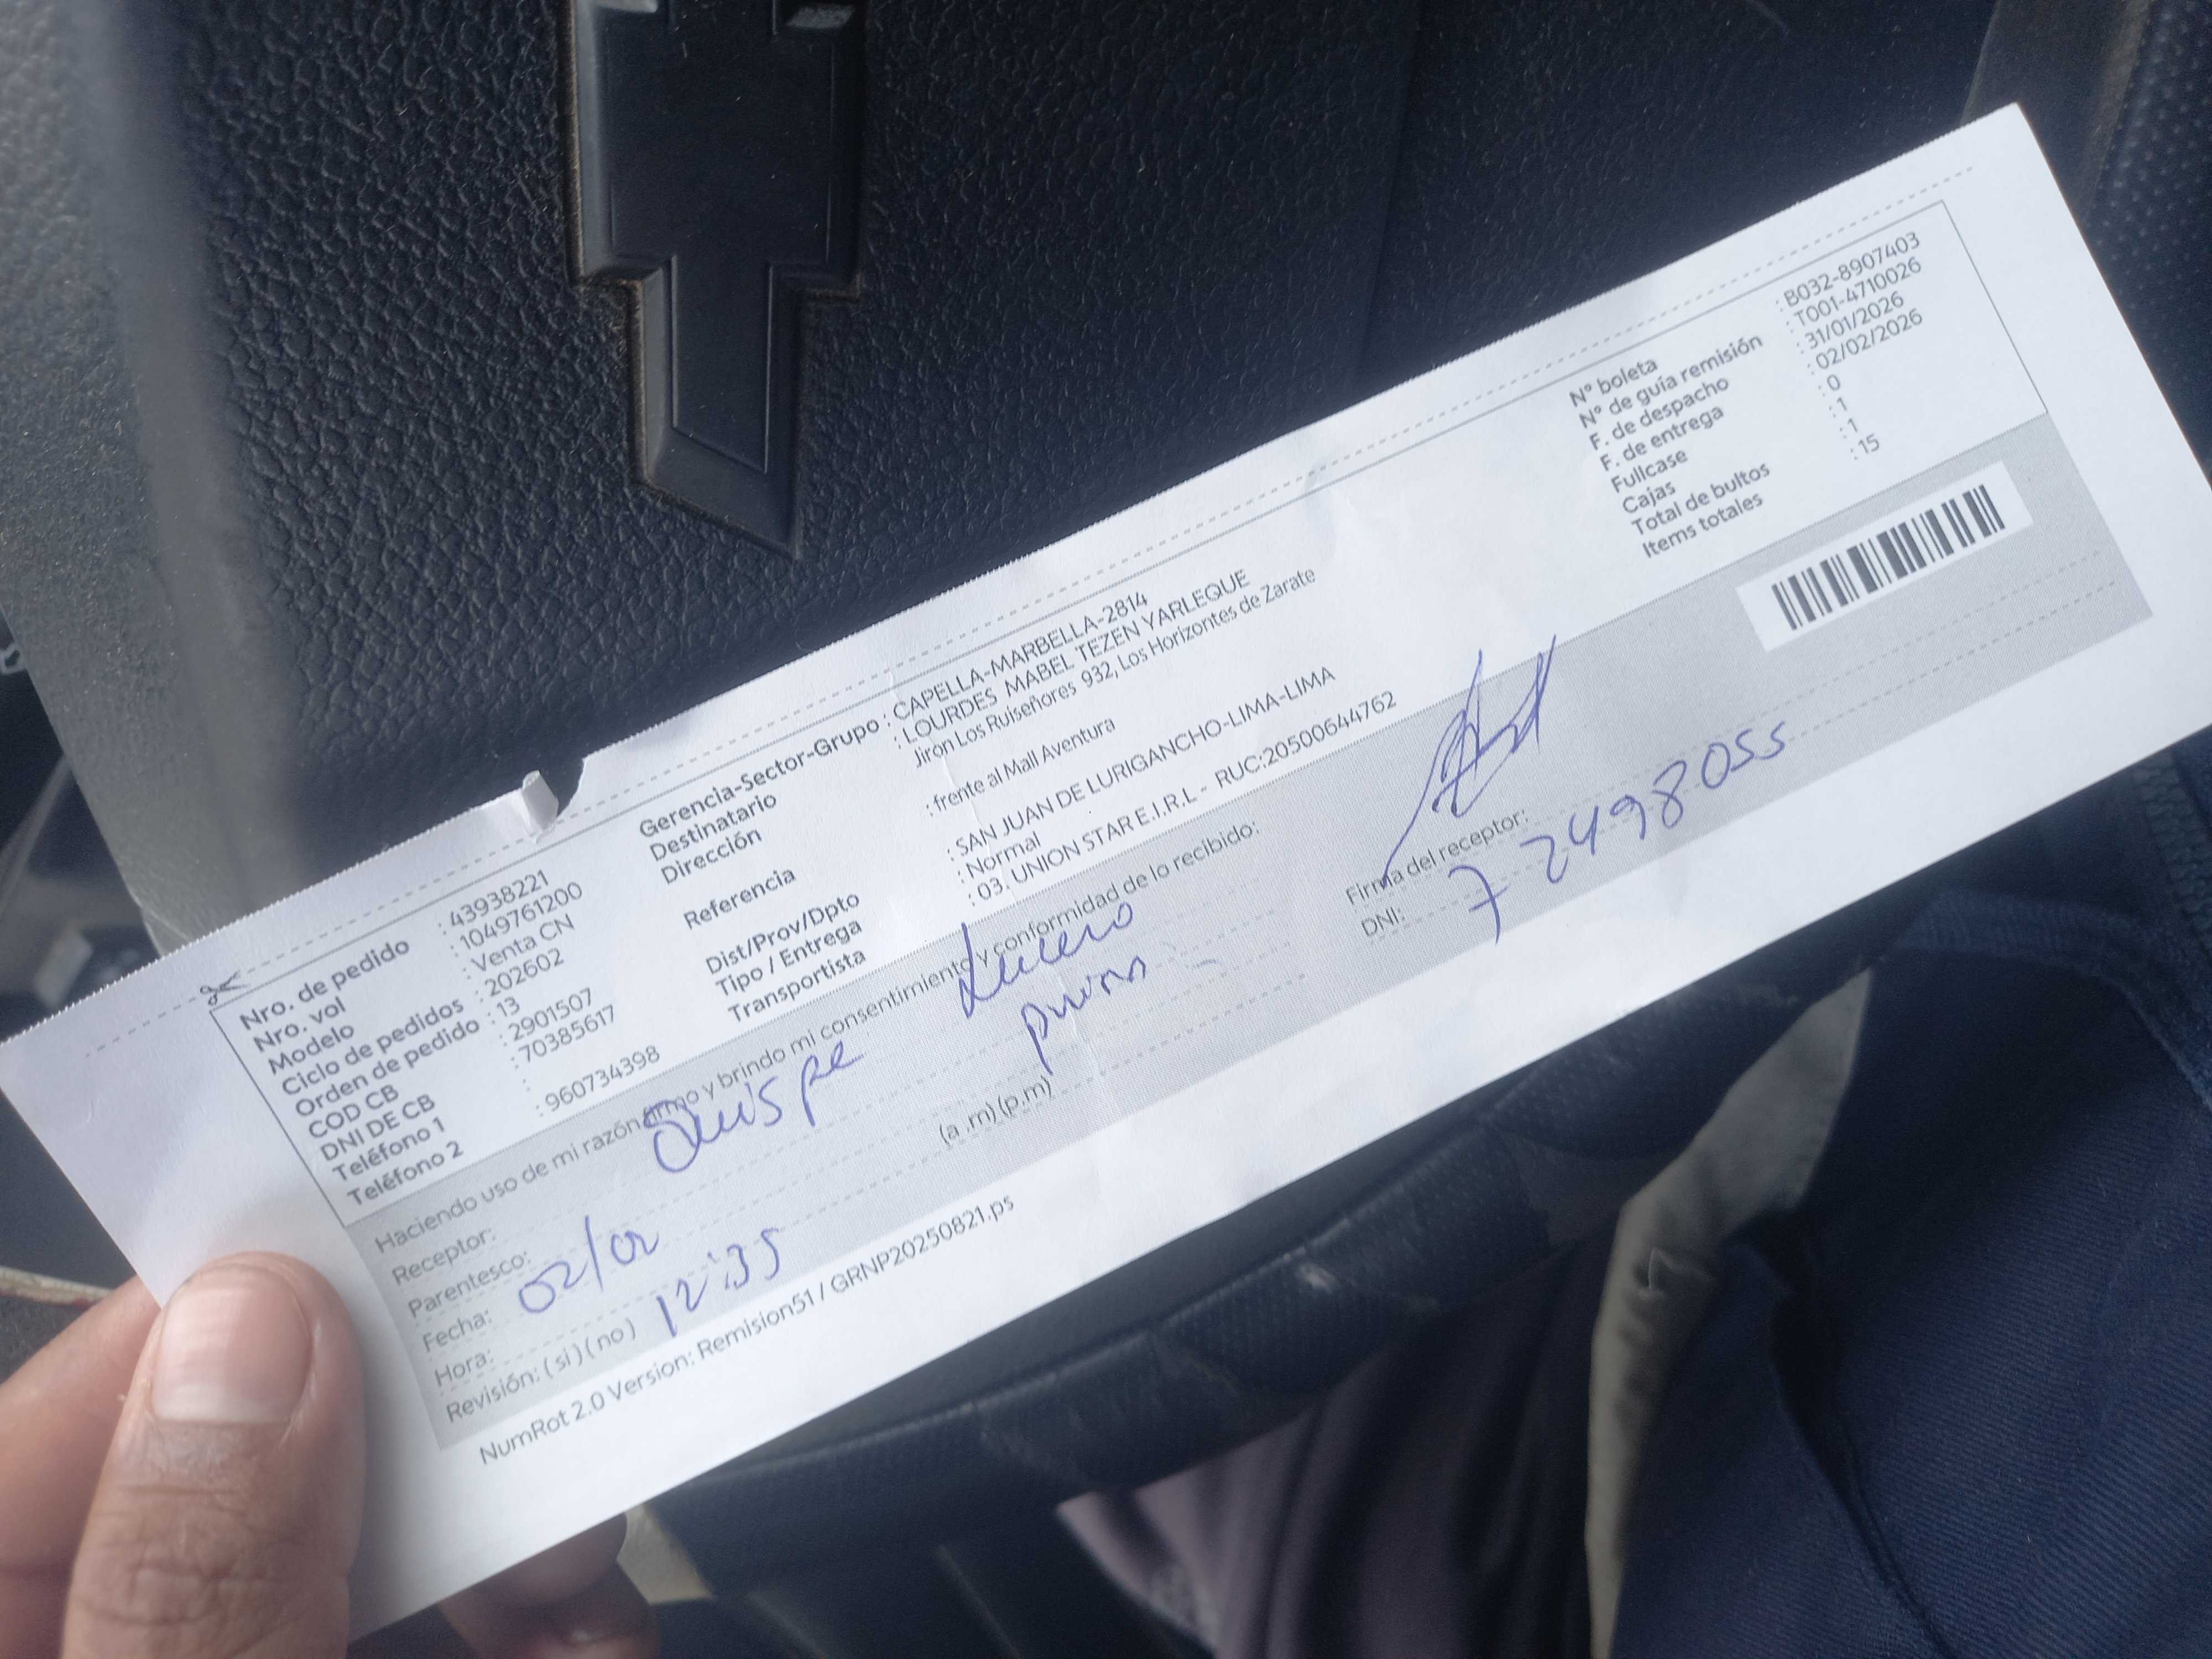 Nro. de pedido : 43938221
Nro. vol : 1049761200
Modelo : Venta CN
Ciclo de pedidos : 202602
Orden de pedido : 13
COD CB : 2901507
DNI DE CB : 70385617
Teléfono 1 :
Teléfono 2 : 960734398
Gerencia-Sector-Grupo : CAPELLA-MARBELLA-2814
Destinatario : LOURDES MABEL TEZEN YARLEQUE
Dirección Jirón Los Ruiseñores 932, Los Horizontes de Zarate
Referencia : frente al Mall Aventura
Dist/Prov/Dpto : SAN JUAN DE LURIGANCHO-LIMA-LIMA
Tipo / Entrega : Normal
Transportista : 03. UNION STAR E.I.R.L - RUC:20500644762
N° boleta : B032-8907403
N° de guía remisión : T001-4710026
F. de despacho : 31/01/2026
F. de entrega : 02/02/2026
Fullcase : 0
Cajas : 1
Total de bultos : 1
Items totales : 15
Haciendo uso de mi razón firmo y brindo mi consentimiento y conformidad de lo recibido:
Receptor: Quispe Lucero
Parentesco:
Fecha: 02/02
Hora: 12:35 (a.m) (p.m)
Revisión: (si) (no)
Firma del receptor:
DNI: 72498055
NumRot 2.0 Version: Remision51 / GRNP20250821.ps